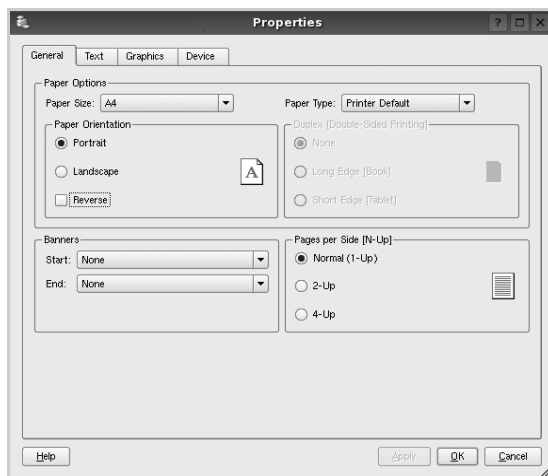 Properties
General Text Graphics Device
Paper Options
Paper Size: A4 Paper Type: Printer Default
Paper Orientation
Portrait
Landscape
Reverse
A
Duplex [Double-Sided Printing]
None
Long Edge [Book]
Short Edge [Tablet]
Banners
Start: None
End: None
Pages per Side [N-Up]
Normal (1-Up)
2-Up
4-Up
Help Apply OK Cancel